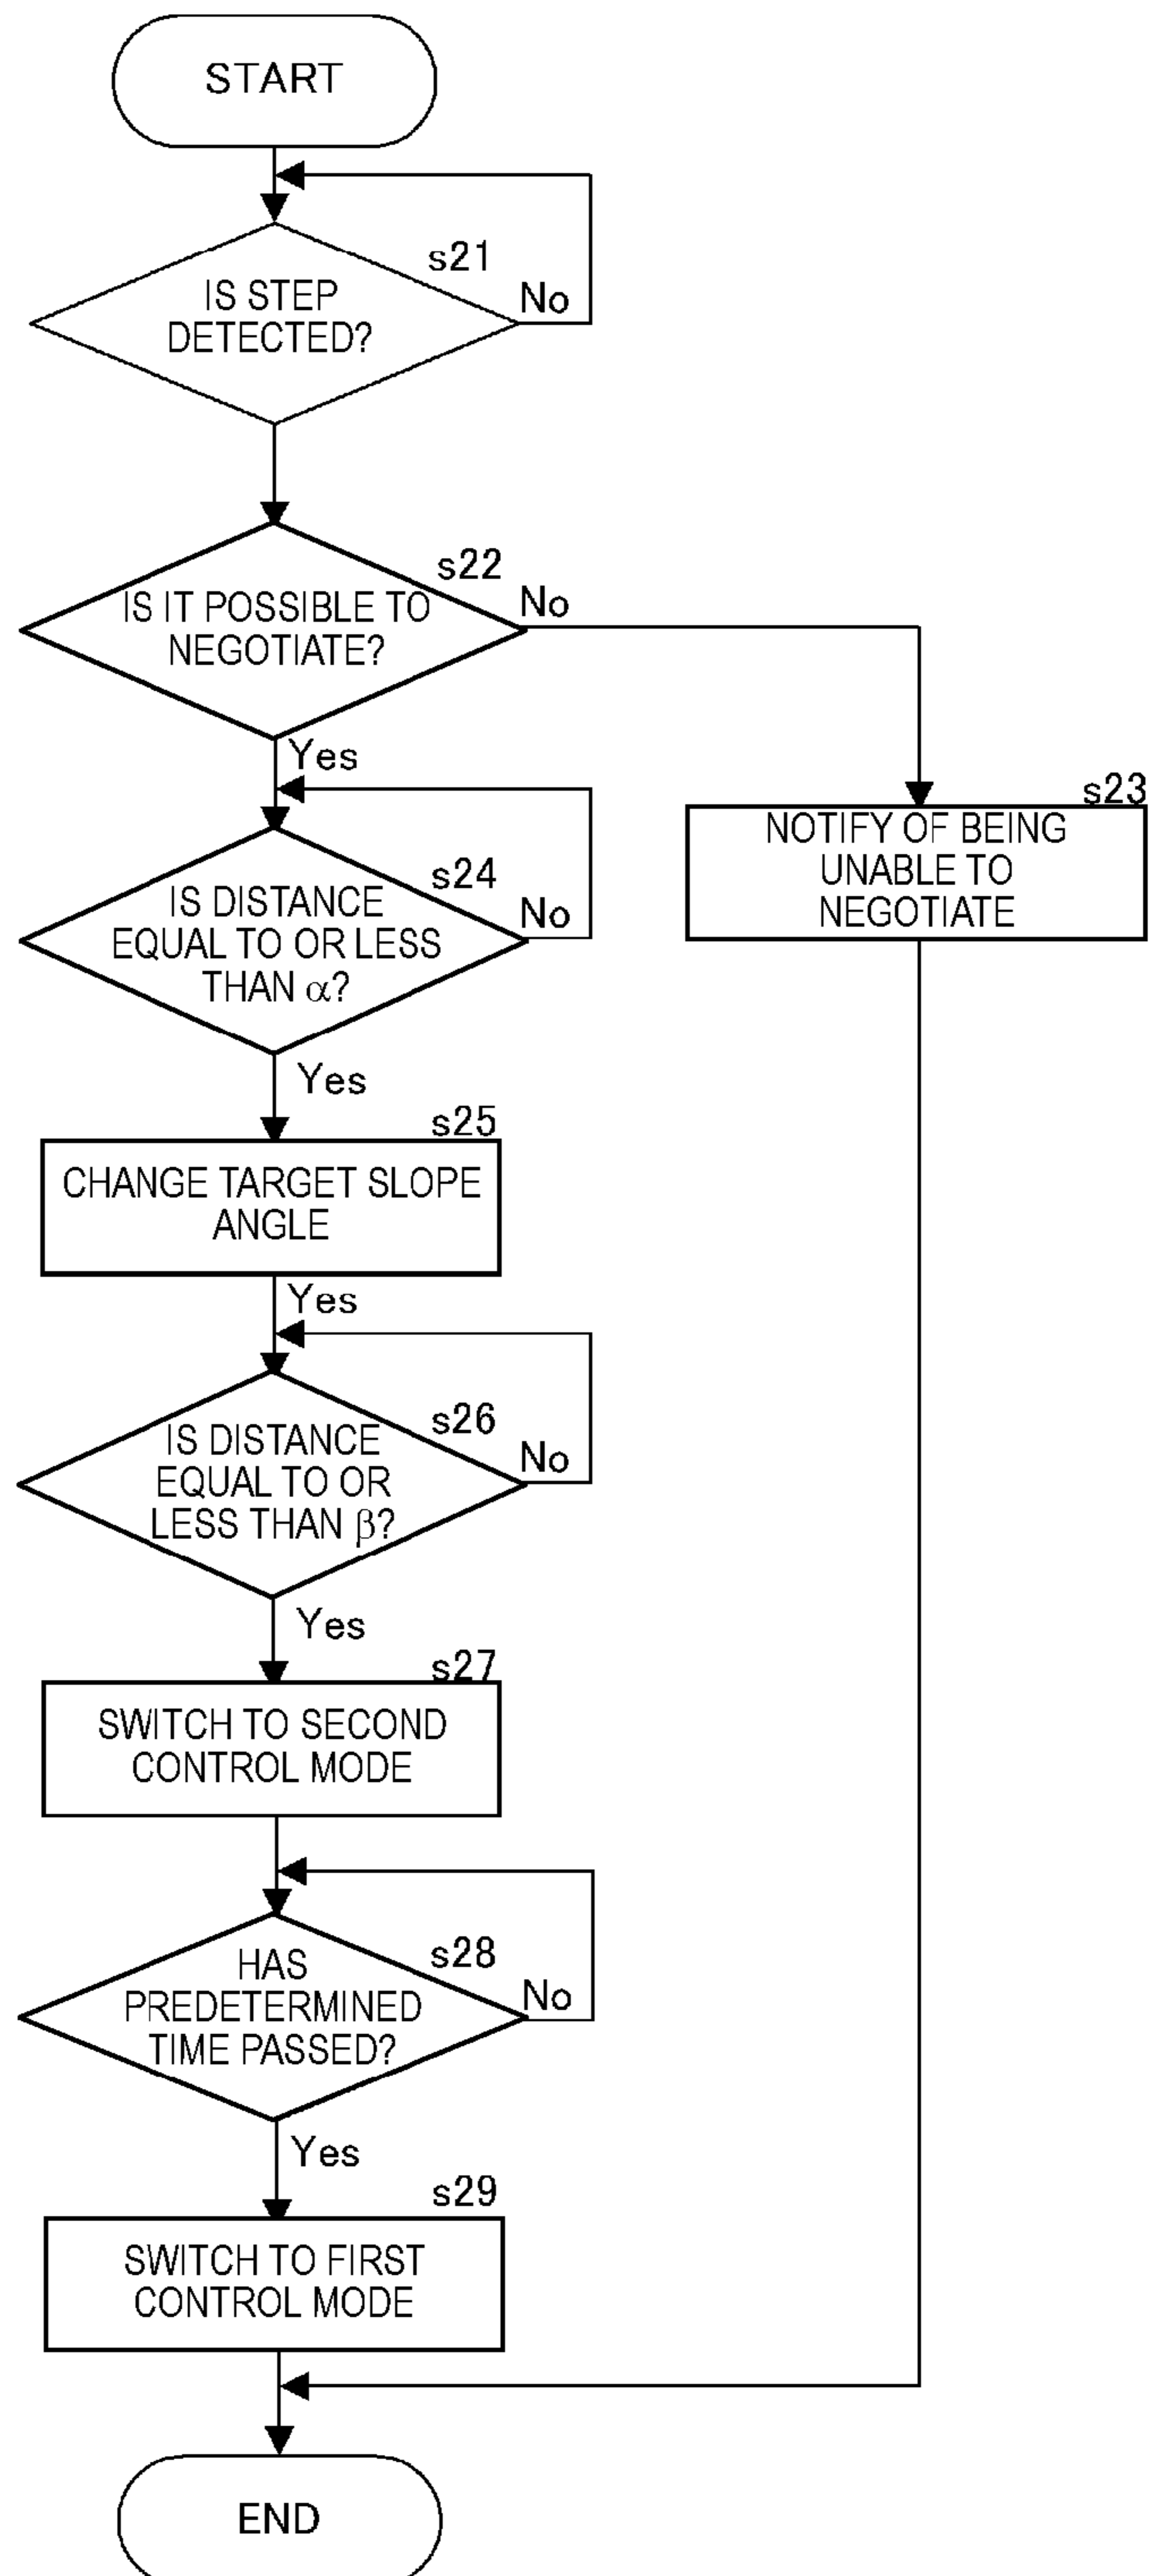 START
s21
IS STEP
DETECTED?
No
s22
IS IT POSSIBLE TO
NEGOTIATE?
No
Yes
s23
NOTIFY OF BEING
UNABLE TO
NEGOTIATE
s24
IS DISTANCE
EQUAL TO OR LESS
THAN α?
No
Yes
s25
CHANGE TARGET SLOPE
ANGLE
Yes
s26
IS DISTANCE
EQUAL TO OR
LESS THAN β?
No
Yes
s27
SWITCH TO SECOND
CONTROL MODE
s28
HAS
PREDETERMINED
TIME PASSED?
No
Yes
s29
SWITCH TO FIRST
CONTROL MODE
END